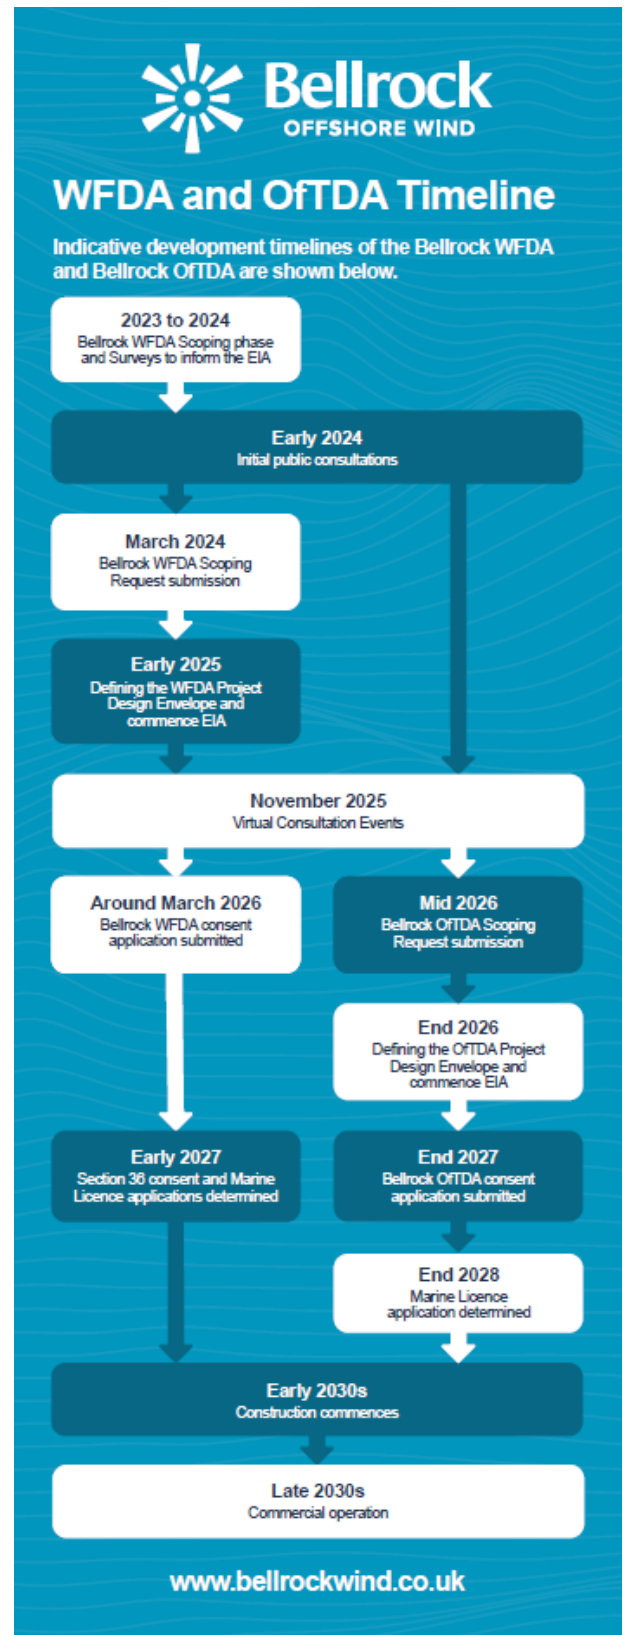 Bellrock
OFFSHORE WIND
WFDA and OfTDA Timeline
Indicative development timelines of the Bellrock WFDA
and Bellrock OfTDA are shown below.
2023 to 2024
Bellrock WFDA Scoping phase
and Surveys to inform the EIA
Early 2024
Initial public consultations
March 2024
Bellrock WFDA Scoping
Request submission
Early 2025
Defining the WFDA Project
Design Envelope and
commence EIA
November 2025
Virtual Consultation Events
Around March 2026
Bellrock WFDA consent
application submitted
Mid 2026
Bellrock OfTDA Scoping
Request submission
End 2026
Defining the OfTDA Project
Design Envelope and
commence EIA
Early 2027
Section 36 consent and Marine
Licence applications determined
End 2027
Bellrock OfTDA consent
application submitted
End 2028
Marine Licence
application determined
Early 2030s
Construction commences
Late 2030s
Commercial operation
www.bellrockwind.co.uk